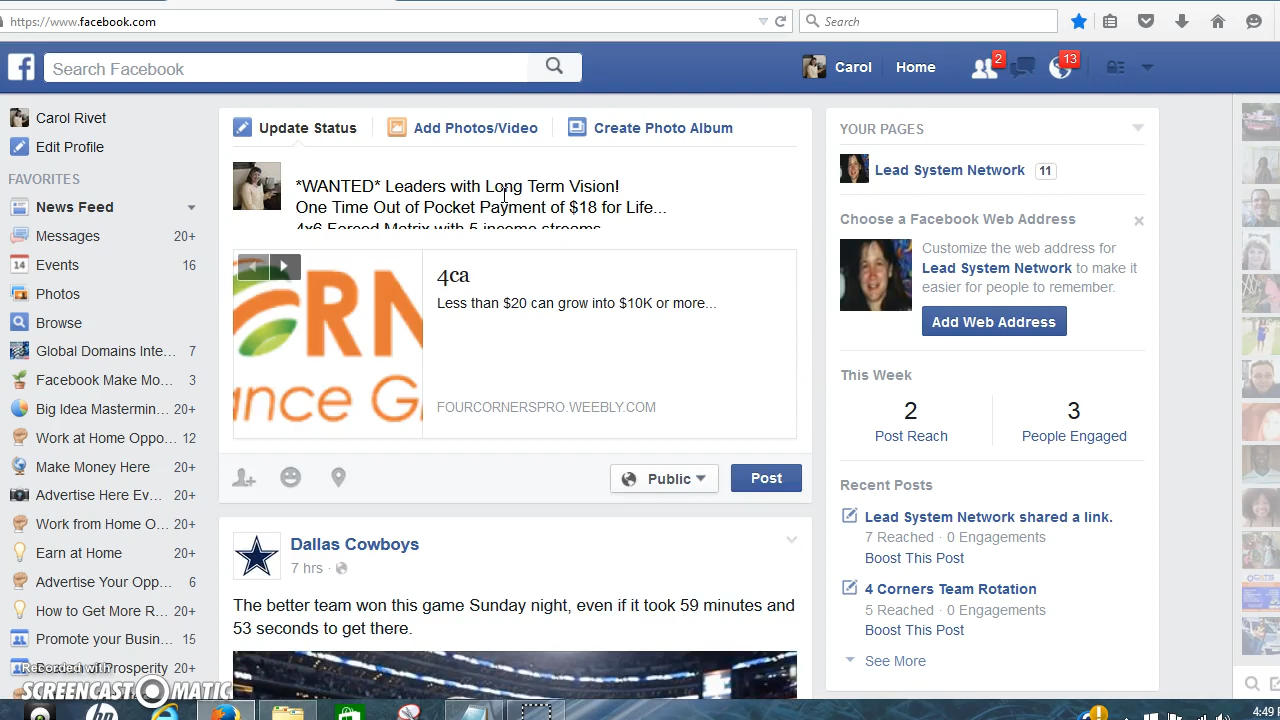 https://www.facebook.com
Search
Search Facebook
Carol
Home
2
13
Carol Rivet
Edit Profile
FAVORITES
News Feed
Messages 20+
14 Events 16
Photos
Browse
Global Domains Inte... 7
Facebook Make Mo... 3
Big Idea Mastermin... 20+
Work at Home Oppo... 12
Make Money Here 20+
Advertise Here Ev... 20+
Work from Home O... 20+
Earn at Home 20+
Advertise Your Opp... 6
How to Get More R... 20+
Promote your Busin... 15
Prosperity 20+
Recorded with
SCREENCAST-O-MATIC
Update Status
Add Photos/Video
Create Photo Album
*WANTED* Leaders with Long Term Vision!
One Time Out of Pocket Payment of $18 for Life...
4x6 Forced Matrix with 5 income streams
4ca
Less than $20 can grow into $10K or more...
FOURCORNERSPRO.WEEBLY.COM
Public
Post
Dallas Cowboys
7 hrs ·
The better team won this game Sunday night, even if it took 59 minutes and
53 seconds to get there.
YOUR PAGES
Lead System Network 11
Choose a Facebook Web Address
Customize the web address for
Lead System Network to make it
easier for people to remember.
Add Web Address
This Week
2
Post Reach
3
People Engaged
Recent Posts
Lead System Network shared a link.
7 Reached · 0 Engagements
Boost This Post
4 Corners Team Rotation
5 Reached · 0 Engagements
Boost This Post
See More
hp
4:49